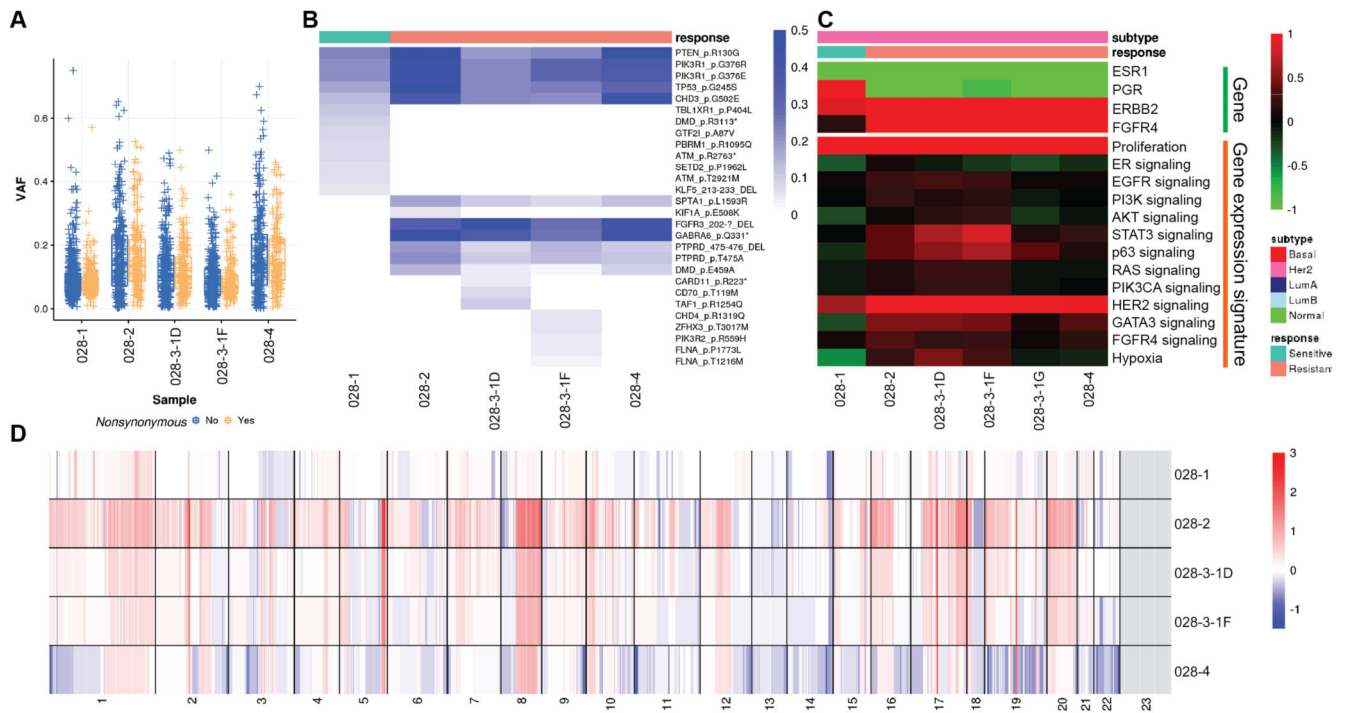 A
VAF
0.6
0.4
0.2
0.0
028-1
028-2
028-3-1D
028-3-1F
028-4
Sample
Nonsynonymous No Yes
B
response
PTEN_p.R130G
PIK3R1_p.G376R
PIK3R1_p.G376E
TP53_p.G245S
CHD3_p.G502E
TBL1XR1_p.P404L
DMD_p.R3113*
GTF2I_p.A87V
PBRM1_p.R1095Q
ATM_p.R2763*
SETD2_p.P1962L
ATM_p.T2921M
KLF5_213-233_DEL
SPTA1_p.L1593R
KIF1A_p.E508K
FGFR3_202-?_DEL
GABRA6_p.Q331*
PTPRD_475-476_DEL
PTPRD_p.T475A
DMD_p.E459A
CARD11_p.R223*
CD70_p.T119M
TAF1_p.R1254Q
CHD4_p.R1319Q
ZFHX3_p.T3017M
PIK3R2_p.R559H
FLNA_p.P1773L
FLNA_p.T1216M
028-1
028-2
028-3-1D
028-3-1F
028-4
0.5
0.4
0.3
0.2
0.1
0
C
subtype
response
ESR1
PGR
ERBB2
FGFR4
Proliferation
ER signaling
EGFR signaling
PI3K signaling
AKT signaling
STAT3 signaling
p63 signaling
RAS signaling
PIK3CA signaling
HER2 signaling
GATA3 signaling
FGFR4 signaling
Hypoxia
Gene
Gene expression signature
028-1
028-2
028-3-1D
028-3-1F
028-3-1G
028-4
1
0.5
0
-0.5
-1
subtype
Basal
Her2
LumA
LumB
Normal
response
Sensitive
Resistant
D
028-1
028-2
028-3-1D
028-3-1F
028-4
1 2 3 4 5 6 7 8 9 10 11 12 13 14 15 16 17 18 19 20 21 22 23
3
2
1
0
-1